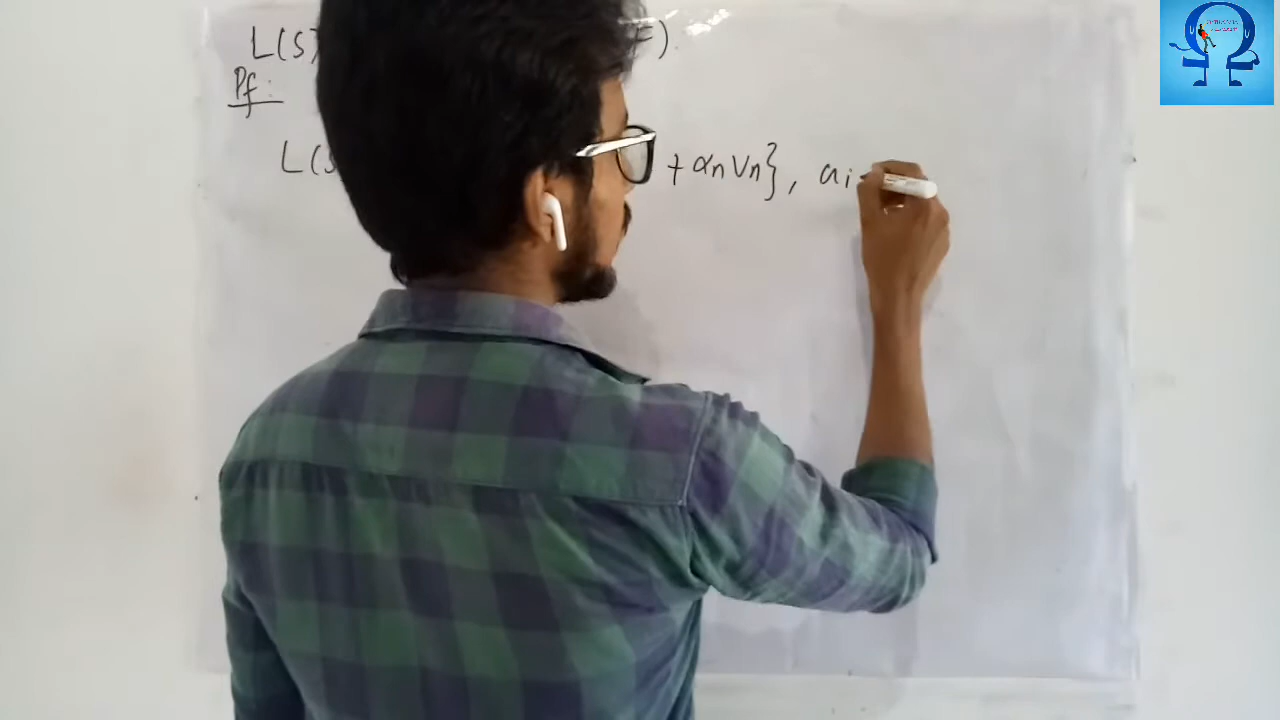 L(S) F)
Pf:
L(S + αnVn}, ai